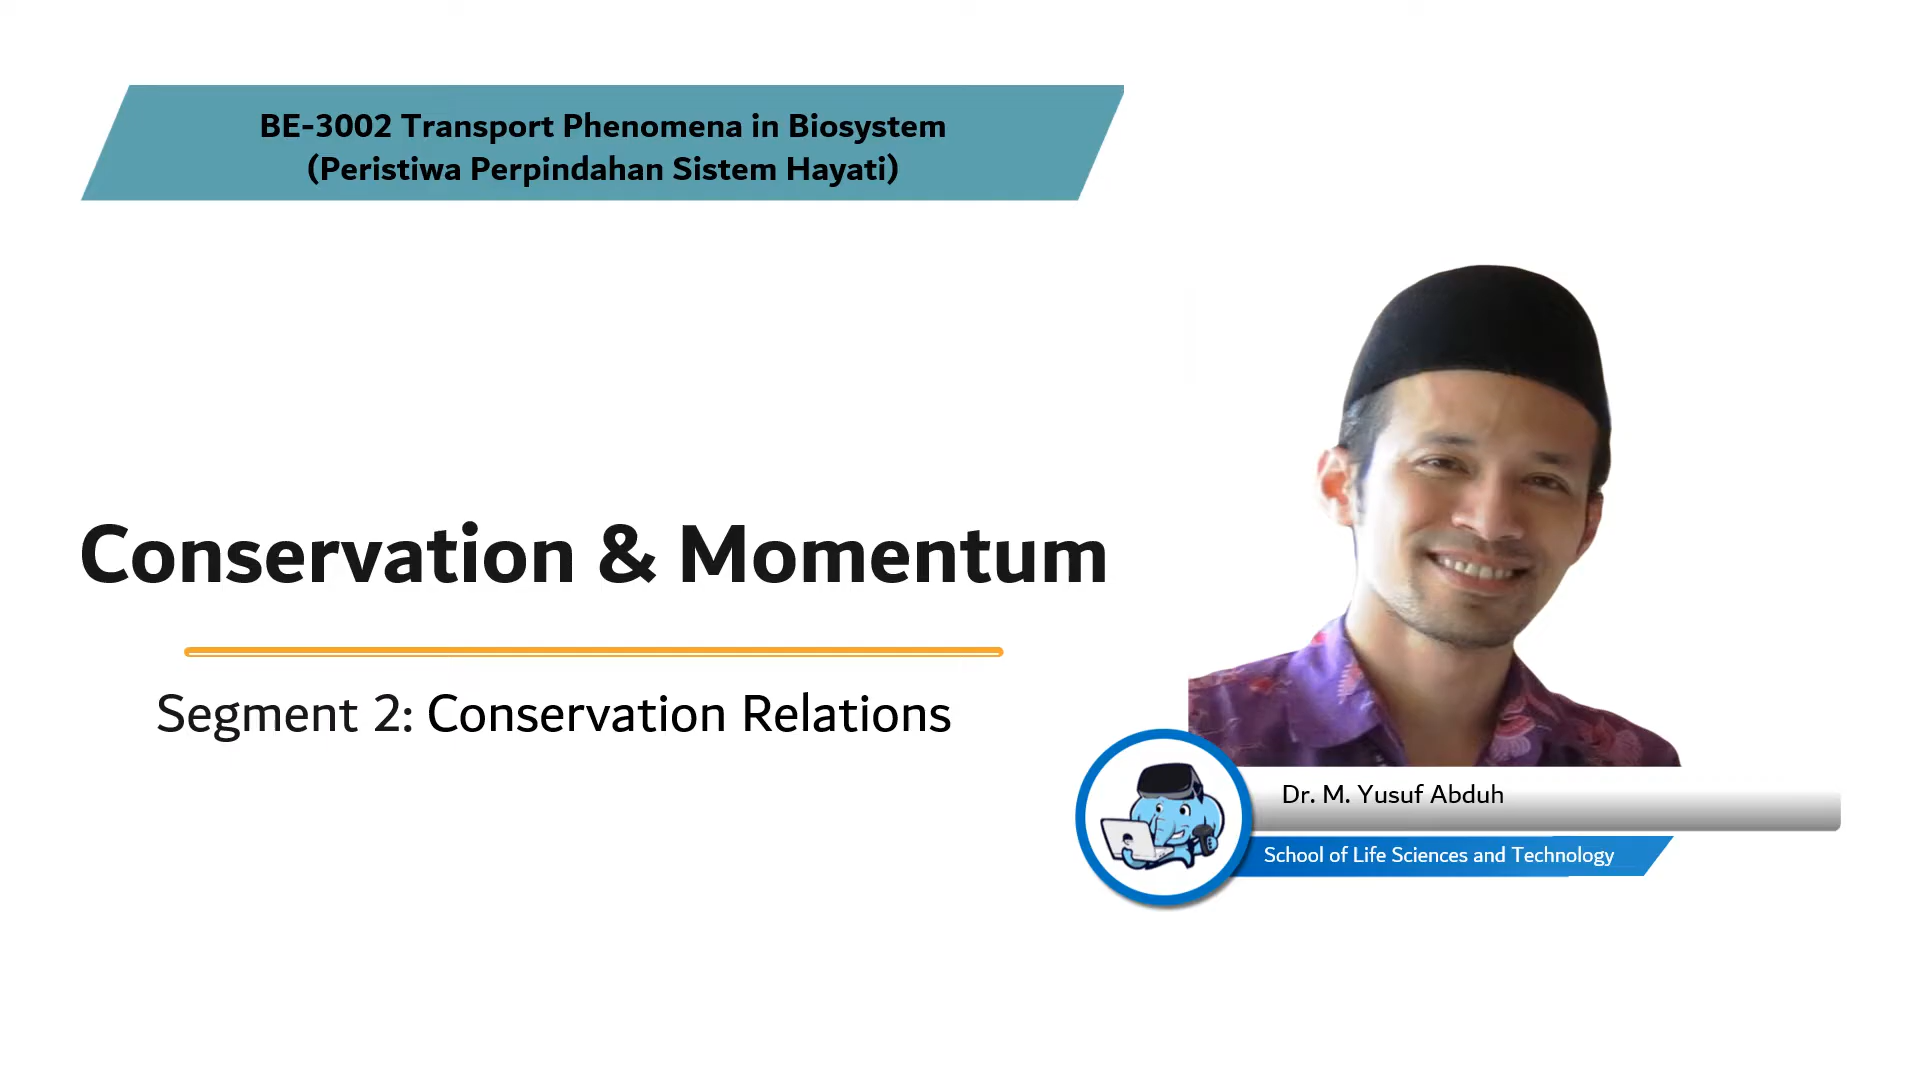 BE-3002 Transport Phenomena in Biosystem
(Peristiwa Perpindahan Sistem Hayati)
Conservation & Momentum
Segment 2: Conservation Relations
Dr. M. Yusuf Abduh
School of Life Sciences and Technology